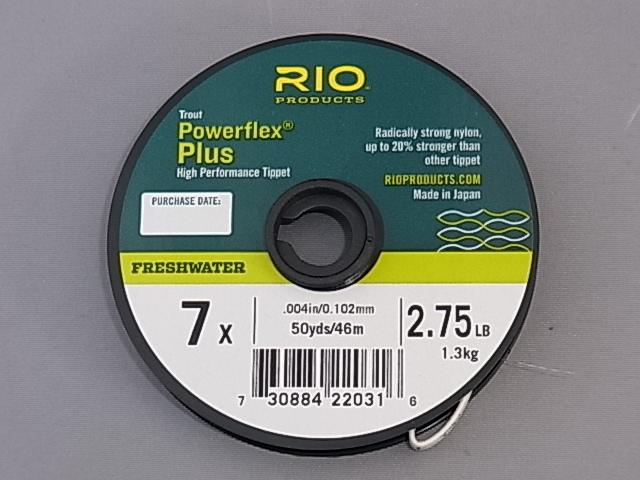 RIO
PRODUCTS
Trout
Powerflex®
Plus
High Performance Tippet
Radically strong nylon,
up to 20% stronger than
other tippet
RIOPRODUCTS.COM
Made in Japan
PURCHASE DATE:
FRESHWATER
7 X
.004in/0.102mm
50yds/46m
2.75 LB
1.3kg
7 30884 22031 6